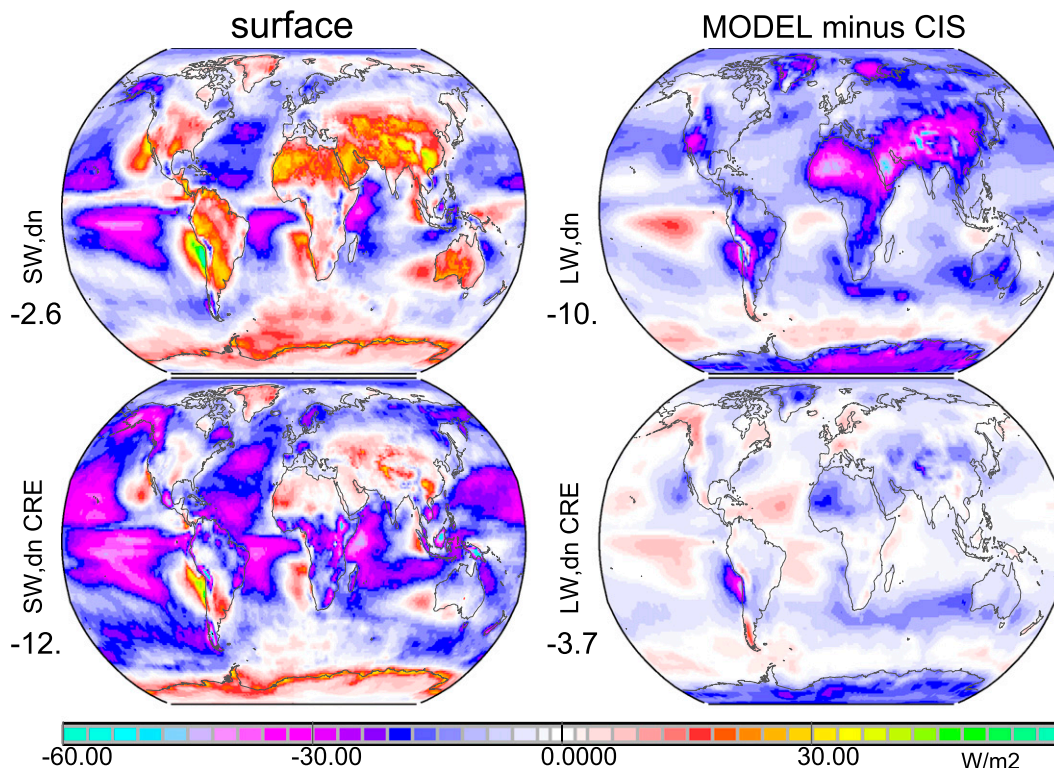 surface
MODEL minus CIS
SW,dn
-2.6
LW,dn
-10.
SW,dn CRE
-12.
LW,dn CRE
-3.7
-60.00 -30.00 0.0000 30.00 W/m2